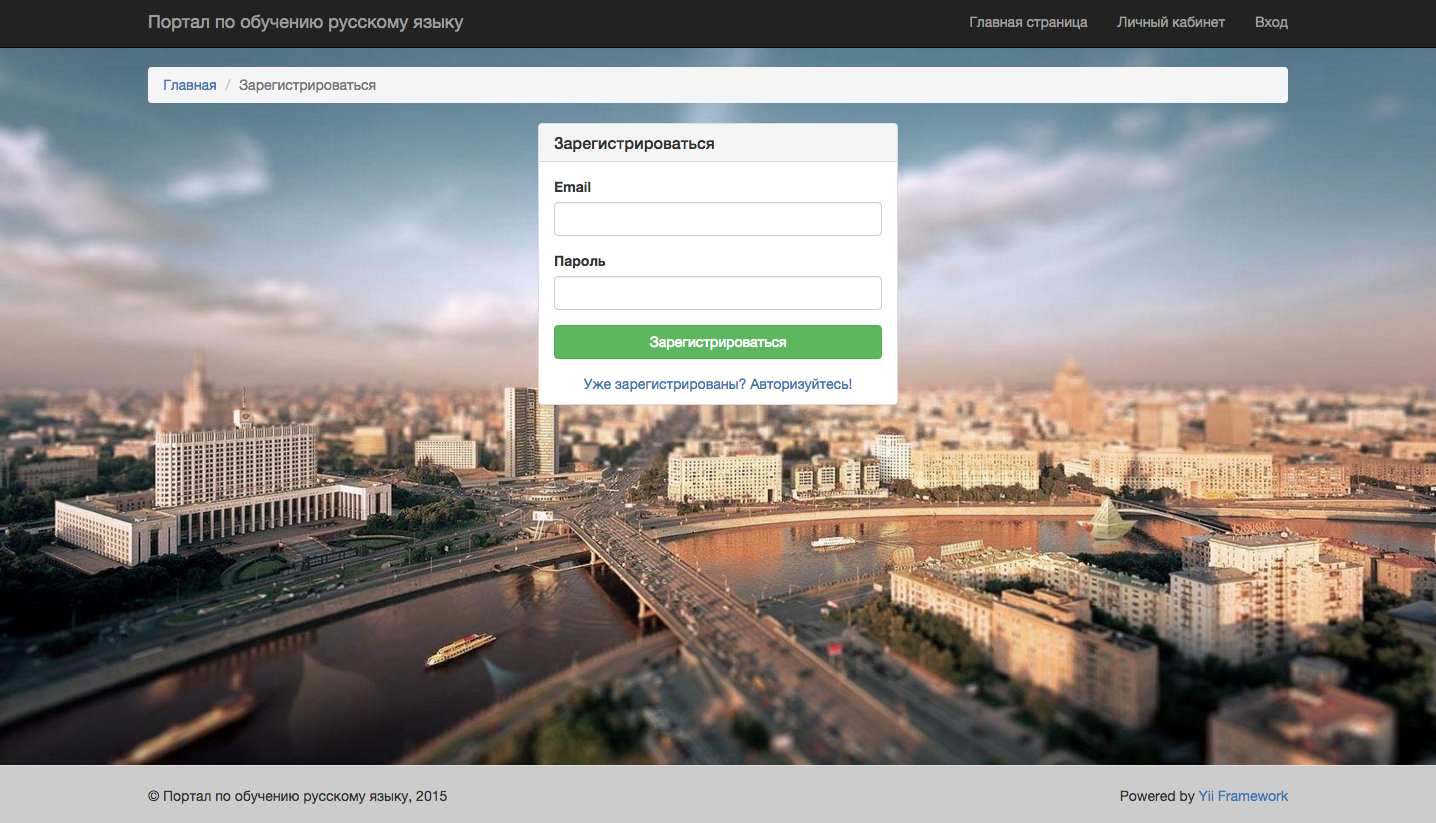 Портал по обучению русскому языку
Главная страница Личный кабинет Вход
Главная / Зарегистрироваться
Зарегистрироваться
Email
Пароль
Зарегистрироваться
Уже зарегистрированы? Авторизуйтесь!
© Портал по обучению русскому языку, 2015
Powered by Yii Framework